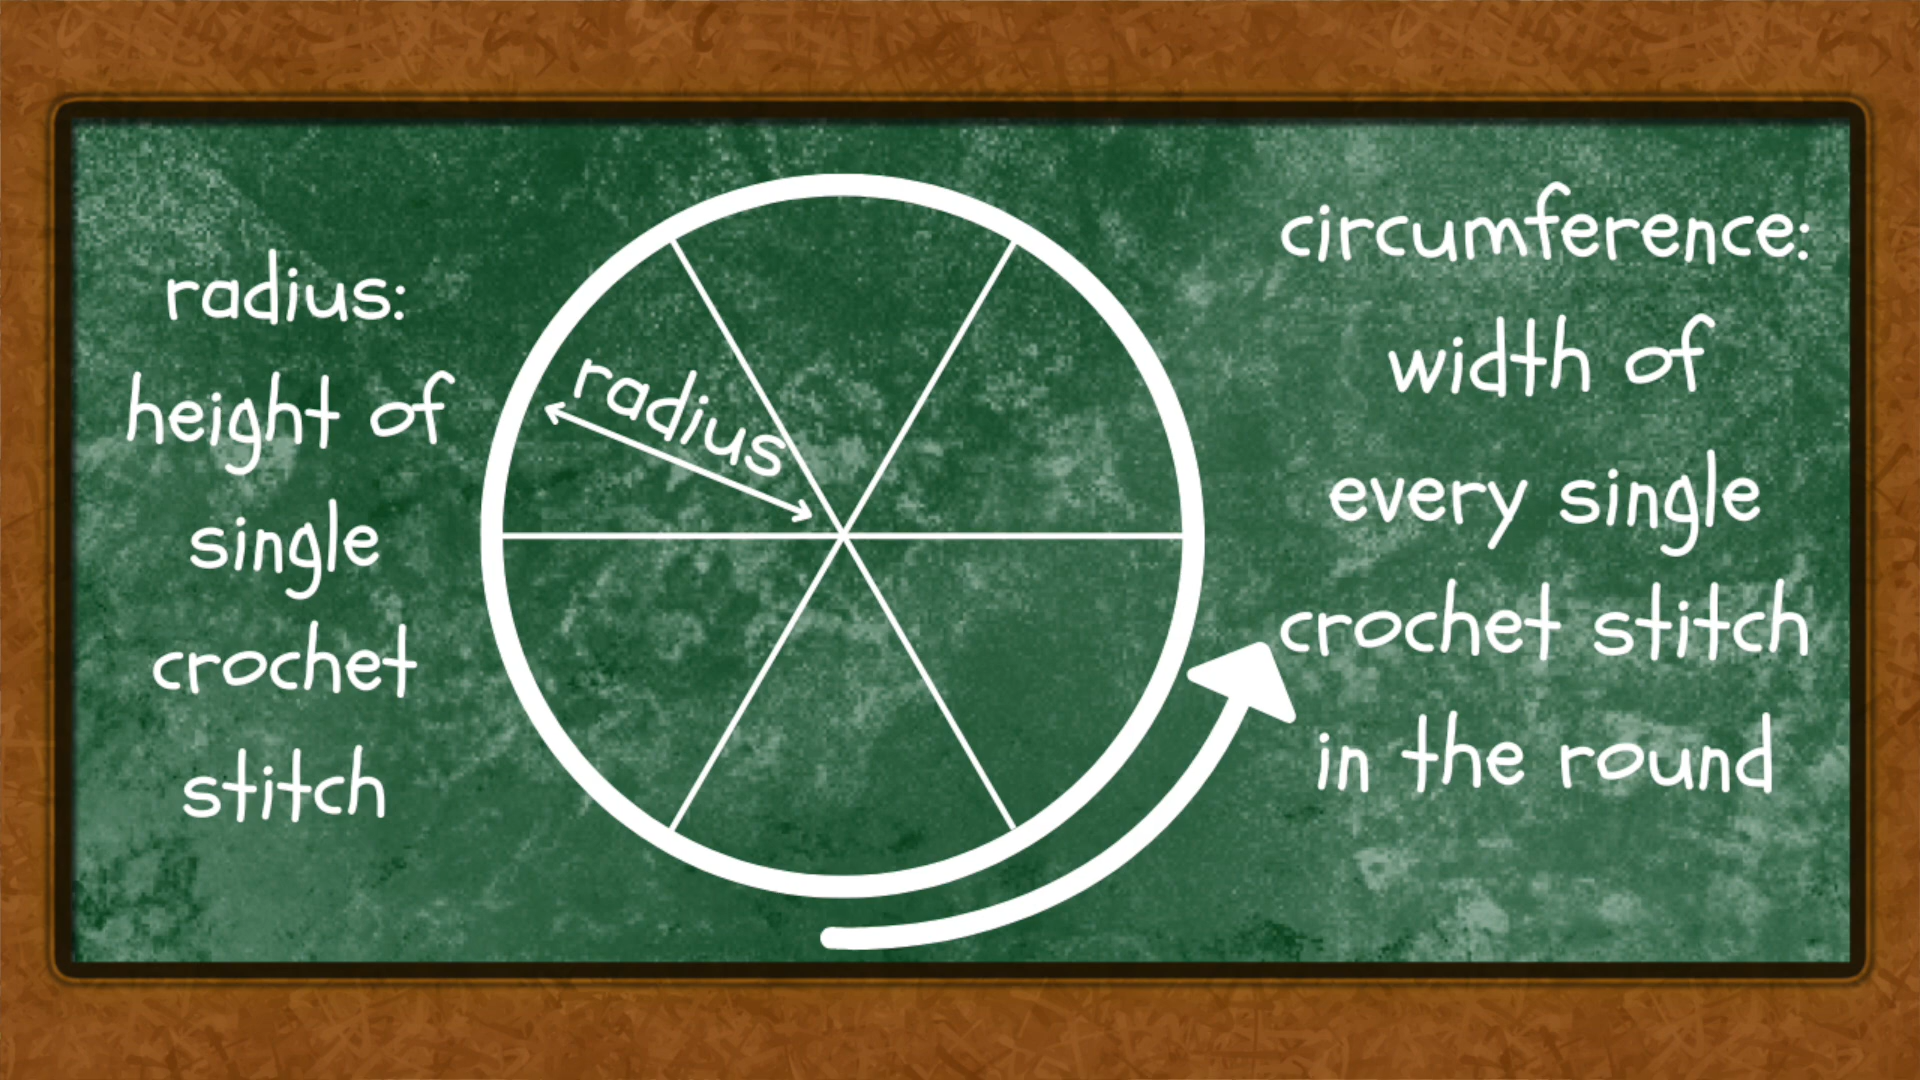 radius:
height of
single
crochet
stitch
radius
circumference:
width of
every single
crochet stitch
in the round